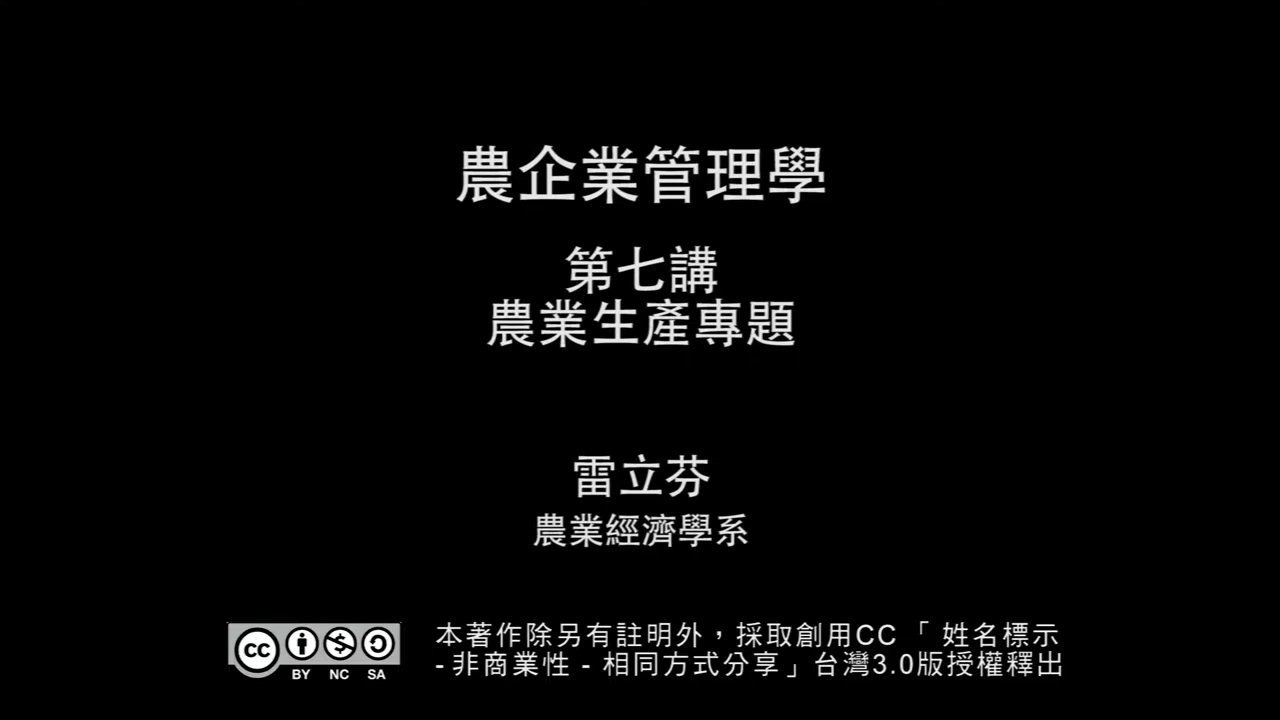 農企業管理學
第七講
農業生產專題
雷立芬
農業經濟學系
本著作除另有註明外，採取創用CC「 姓名標示
- 非商業性 - 相同方式分享」台灣3.0版授權釋出
cc
BY NC SA